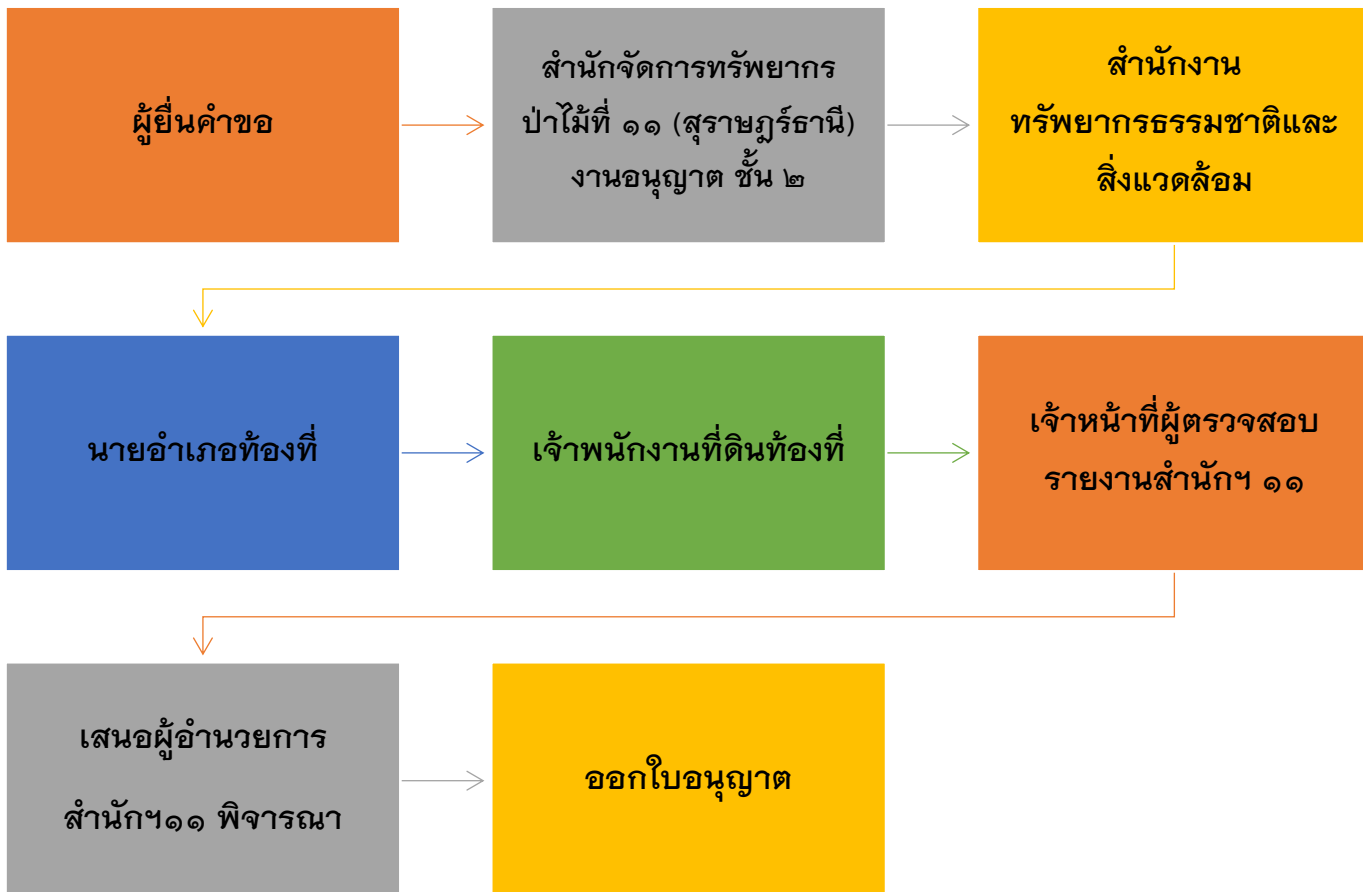 ผู้ยื่นคำขอ
สำนักจัดการทรัพยากร
ป่าไม้ที่ ๑๑ (สุราษฎร์ธานี)
งานอนุญาต ชั้น ๒
สำนักงาน
ทรัพยากรธรรมชาติและ
สิ่งแวดล้อม
นายอำเภอท้องที่
เจ้าพนักงานที่ดินท้องที่
เจ้าหน้าที่ผู้ตรวจสอบ
รายงานสำนักฯ ๑๑
เสนอผู้อำนวยการ
สำนักฯ๑๑ พิจารณา
ออกใบอนุญาต